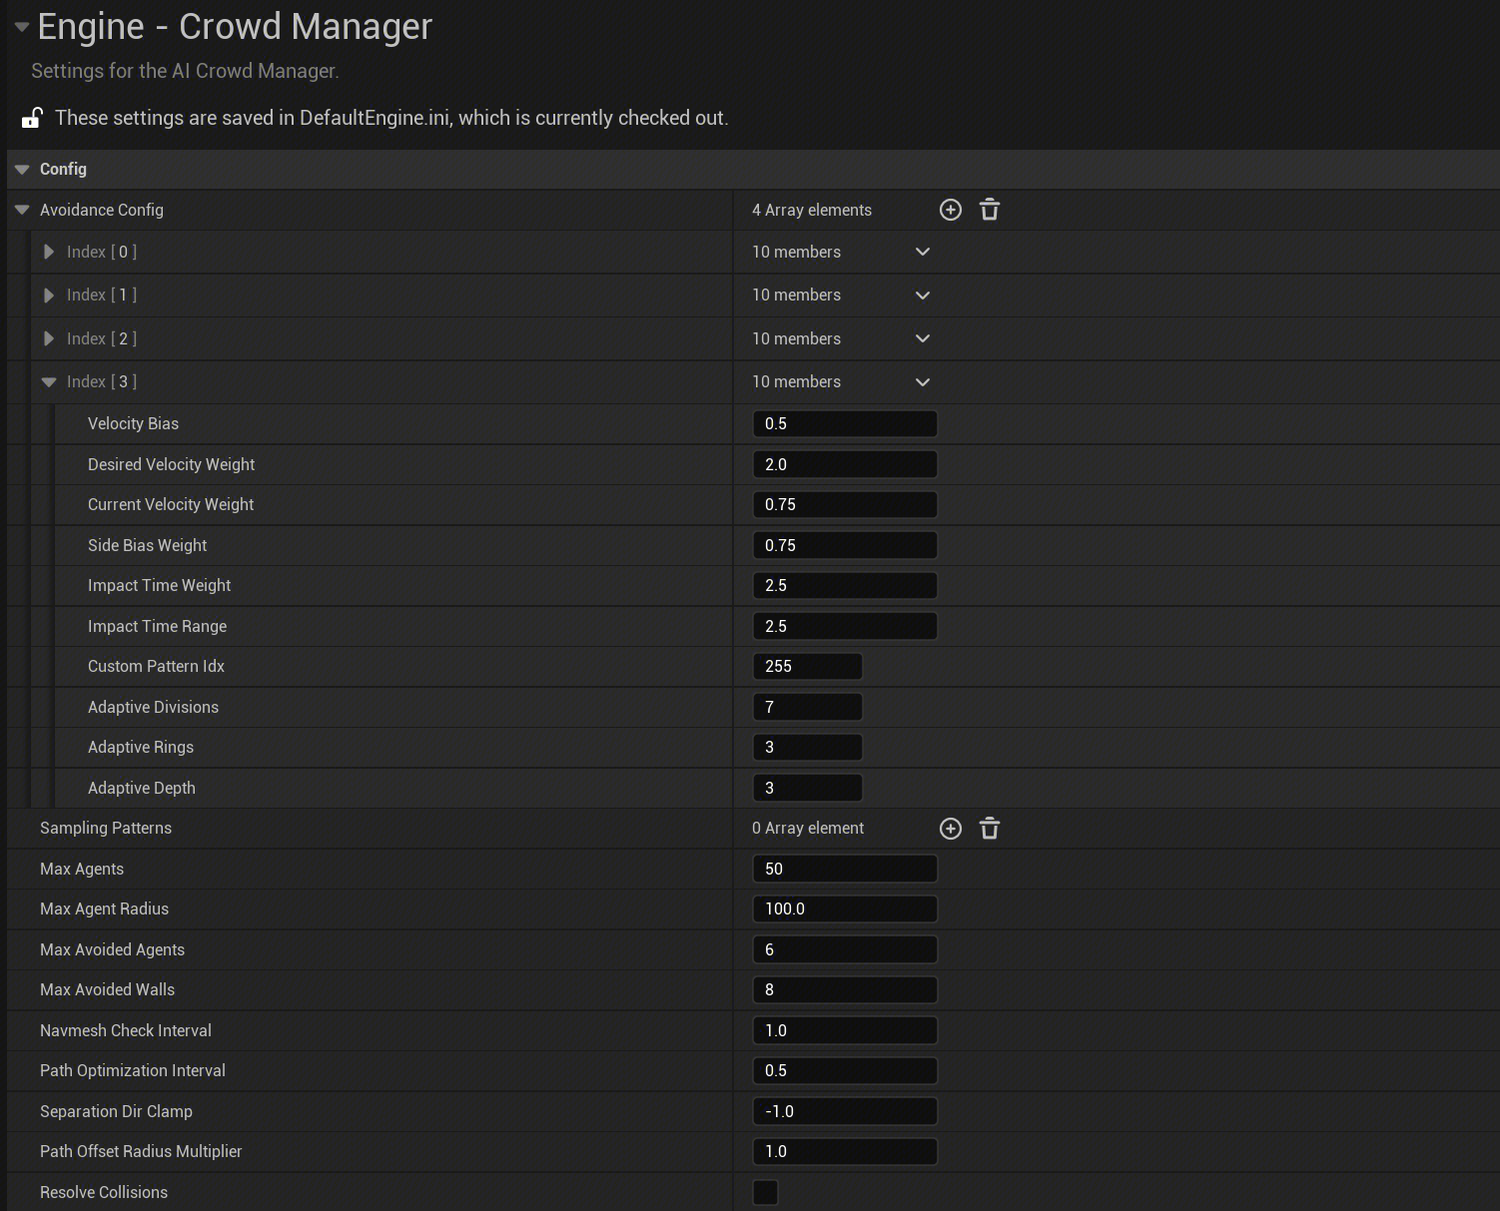 Engine - Crowd Manager
Settings for the AI Crowd Manager.
These settings are saved in DefaultEngine.ini, which is currently checked out.
Config
Avoidance Config 4 Array elements
Index [ 0 ] 10 members
Index [ 1 ] 10 members
Index [ 2 ] 10 members
Index [ 3 ] 10 members
Velocity Bias 0.5
Desired Velocity Weight 2.0
Current Velocity Weight 0.75
Side Bias Weight 0.75
Impact Time Weight 2.5
Impact Time Range 2.5
Custom Pattern Idx 255
Adaptive Divisions 7
Adaptive Rings 3
Adaptive Depth 3
Sampling Patterns 0 Array element
Max Agents 50
Max Agent Radius 100.0
Max Avoided Agents 6
Max Avoided Walls 8
Navmesh Check Interval 1.0
Path Optimization Interval 0.5
Separation Dir Clamp -1.0
Path Offset Radius Multiplier 1.0
Resolve Collisions